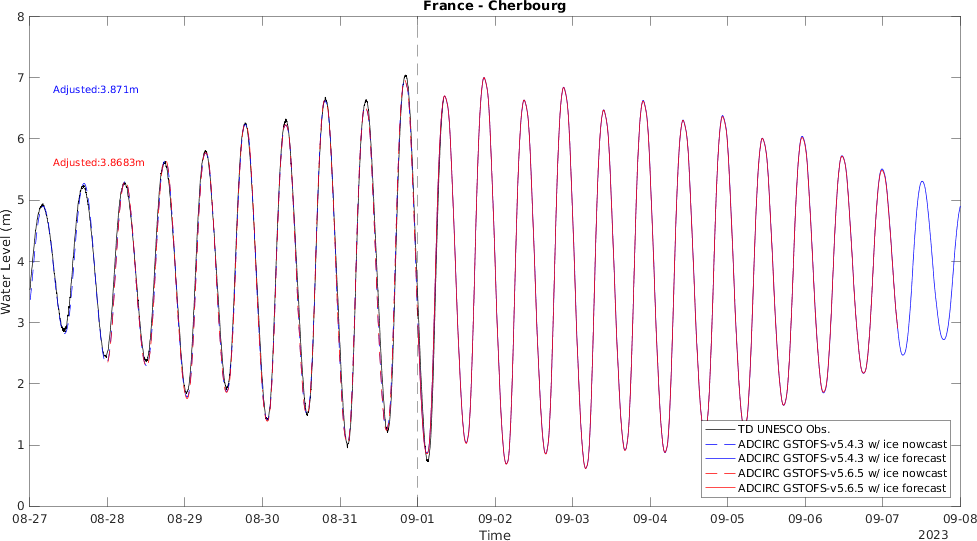 France - Cherbourg
8
7
6
5
4
3
2
1
0
Water Level (m)
Adjusted:3.871m
Adjusted:3.8683m
TD UNESCO Obs.
ADCIRC GSTOFS-v5.4.3 w/ ice nowcast
ADCIRC GSTOFS-v5.4.3 w/ ice forecast
ADCIRC GSTOFS-v5.6.5 w/ ice nowcast
ADCIRC GSTOFS-v5.6.5 w/ ice forecast
08-27 08-28 08-29 08-30 08-31 09-01 09-02 09-03 09-04 09-05 09-06 09-07 09-08
Time
2023